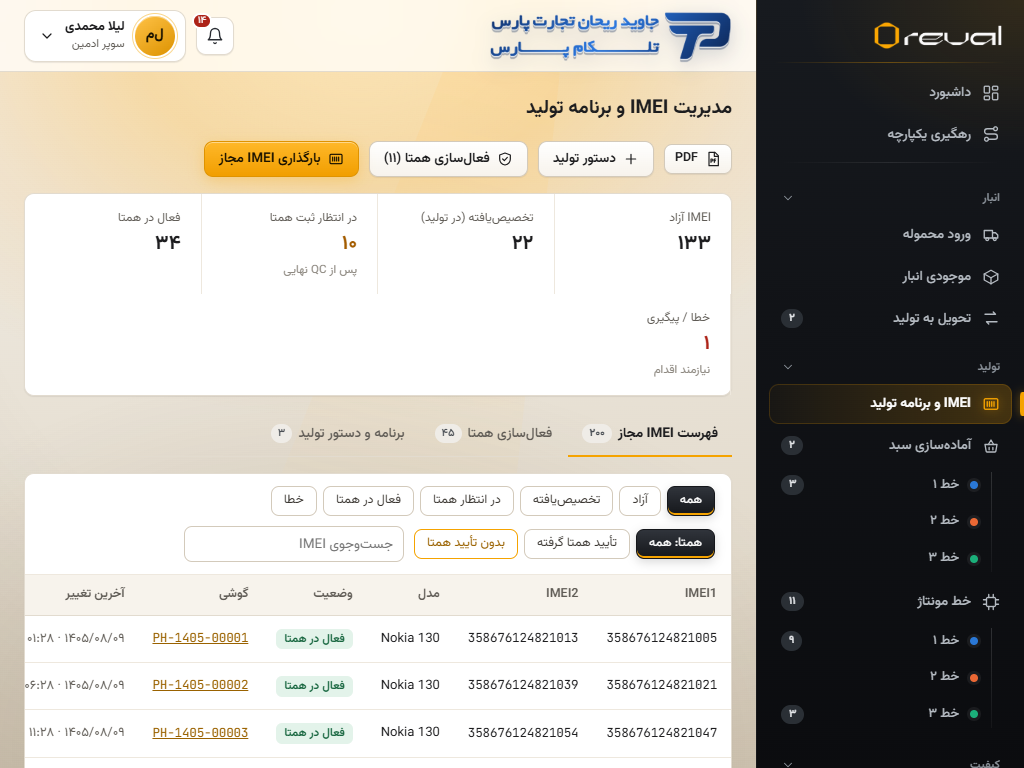 reval
داشبورد
رهگیری یکپارچه
انبار
ورود محموله
موجودی انبار
تحویل به تولید ۲
تولید
IMEI و برنامه تولید
آماده‌سازی سبد ۲
خط ۱ ۳
خط ۲
خط ۳
خط مونتاژ ۱۱
خط ۱ ۹
خط ۲
خط ۳ ۳
کیفیت
جاوید ریحان تجارت پارس
تلکام پارس
۱۴
لیلا محمدی
سوپر ادمین
ل‌م
مدیریت IMEI و برنامه تولید
PDF
دستور تولید
فعال‌سازی همتا (۱۱)
بارگذاری IMEI مجاز
IMEI آزاد
۱۳۳
تخصیص‌یافته (در تولید)
۲۲
در انتظار ثبت همتا
۱۰
پس از QC نهایی
فعال در همتا
۳۴
خطا / پیگیری
۱
نیازمند اقدام
فهرست IMEI مجاز ۲۰۰
فعال‌سازی همتا ۴۵
برنامه و دستور تولید ۳
همه آزاد تخصیص‌یافته در انتظار همتا فعال در همتا خطا
همتا: همه تأیید همتا گرفته بدون تأیید همتا جست‌وجوی IMEI
IMEI1 IMEI2 مدل وضعیت گوشی آخرین تغییر
358676124821005 358676124821013 Nokia 130 فعال در همتا PH-1405-00001 ۱۴۰۵/۰۸/۰۹ · ۰۱:۲۸
358676124821021 358676124821039 Nokia 130 فعال در همتا PH-1405-00002 ۱۴۰۵/۰۸/۰۹ · ۰۶:۲۸
358676124821047 358676124821054 Nokia 130 فعال در همتا PH-1405-00003 ۱۴۰۵/۰۸/۰۹ · ۱۱:۲۸